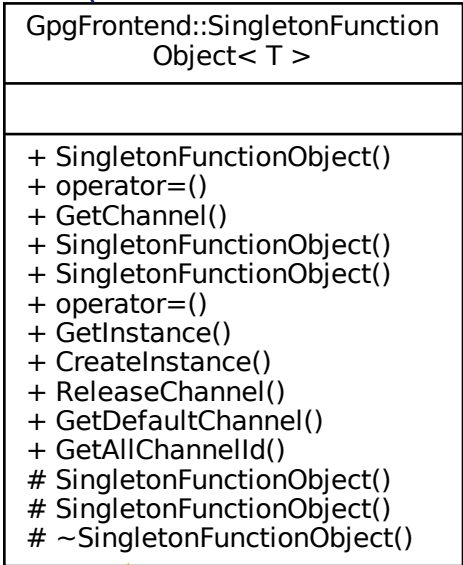 GpgFrontend::SingletonFunction
Object< T >
+ SingletonFunctionObject()
+ operator=()
+ GetChannel()
+ SingletonFunctionObject()
+ SingletonFunctionObject()
+ operator=()
+ GetInstance()
+ CreateInstance()
+ ReleaseChannel()
+ GetDefaultChannel()
+ GetAllChannelId()
# SingletonFunctionObject()
# SingletonFunctionObject()
# ~SingletonFunctionObject()